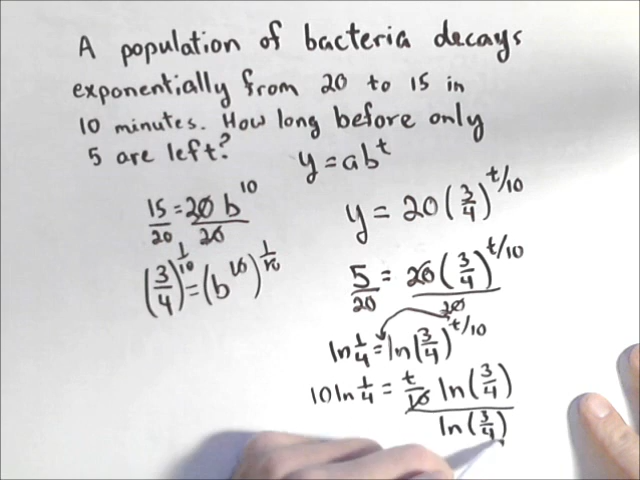 A population of bacteria decays
exponentially from 20 to 15 in
10 minutes. How long before only
5 are left?
y = ab^t
15/20 = 20 b^10/20
(3/4)^1/10 = (b^10)^1/10
y = 20(3/4)^t/10
5/20 = 20(3/4)^t/10/20
ln 1/4 = ln(3/4)^t/10
10 ln 1/4 = t/10 ln(3/4)
ln(3/4)